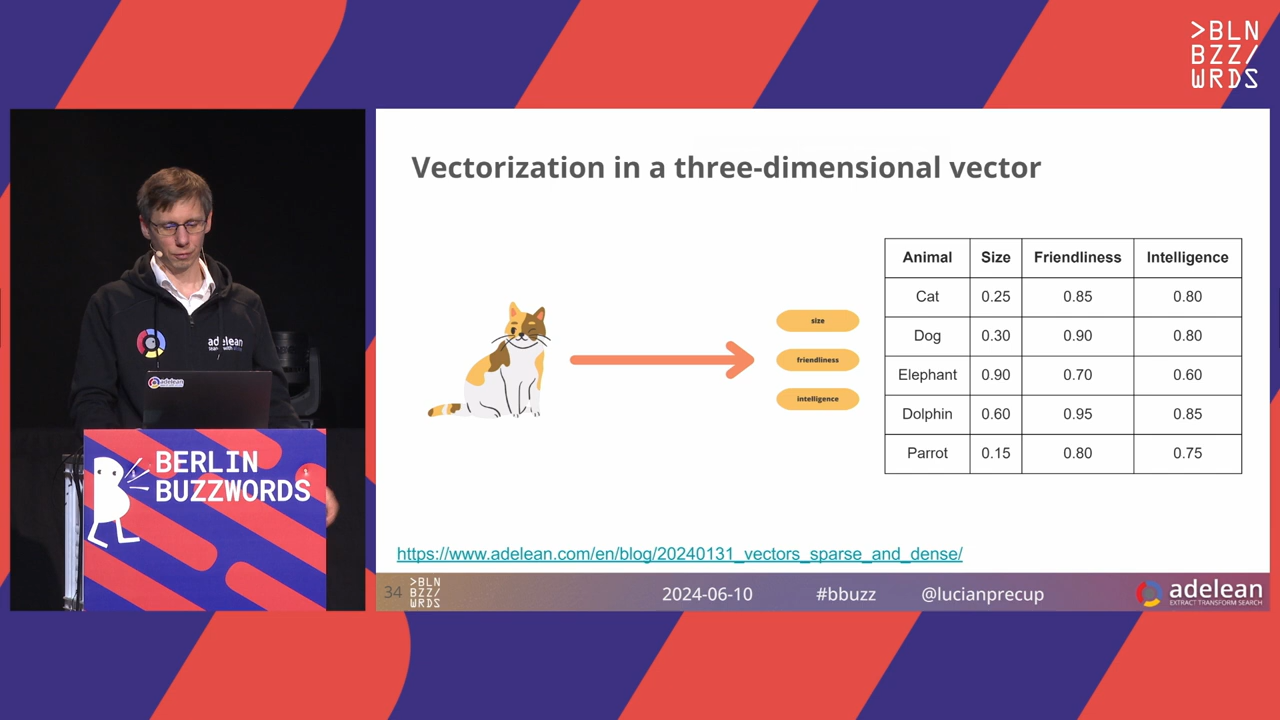 >BLN
BZZ/
WRDS
Vectorization in a three-dimensional vector
Animal Size Friendliness Intelligence
Cat 0.25 0.85 0.80
Dog 0.30 0.90 0.80
Elephant 0.90 0.70 0.60
Dolphin 0.60 0.95 0.85
Parrot 0.15 0.80 0.75
size
friendliness
intelligence
https://www.adelean.com/en/blog/20240131_vectors_sparse_and_dense/
34
>BLN
BZZ/
WRDS
2024-06-10
#bbuzz
@lucianprecup
adelean
EXTRACT TRANSFORM SEARCH
adelean
adelean
BERLIN
BUZZWORDS